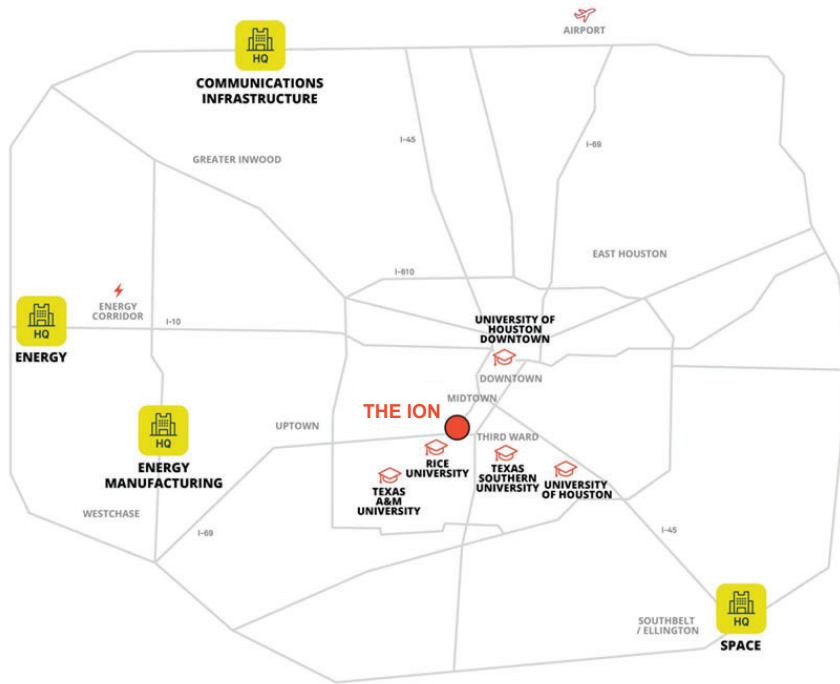 AIRPORT
HQ
COMMUNICATIONS
INFRASTRUCTURE
I-45
I-69
GREATER INWOOD
EAST HOUSTON
I-610
ENERGY
CORRIDOR
HQ
ENERGY
I-10
UNIVERSITY OF
HOUSTON
DOWNTOWN
DOWNTOWN
MIDTOWN
THE ION
UPTOWN
THIRD WARD
HQ
ENERGY
MANUFACTURING
RICE
UNIVERSITY
TEXAS
SOUTHERN
UNIVERSITY
UNIVERSITY
OF HOUSTON
TEXAS
A&M
UNIVERSITY
WESTCHASE
I-69
I-45
SOUTHBELT
/ ELLINGTON
HQ
SPACE